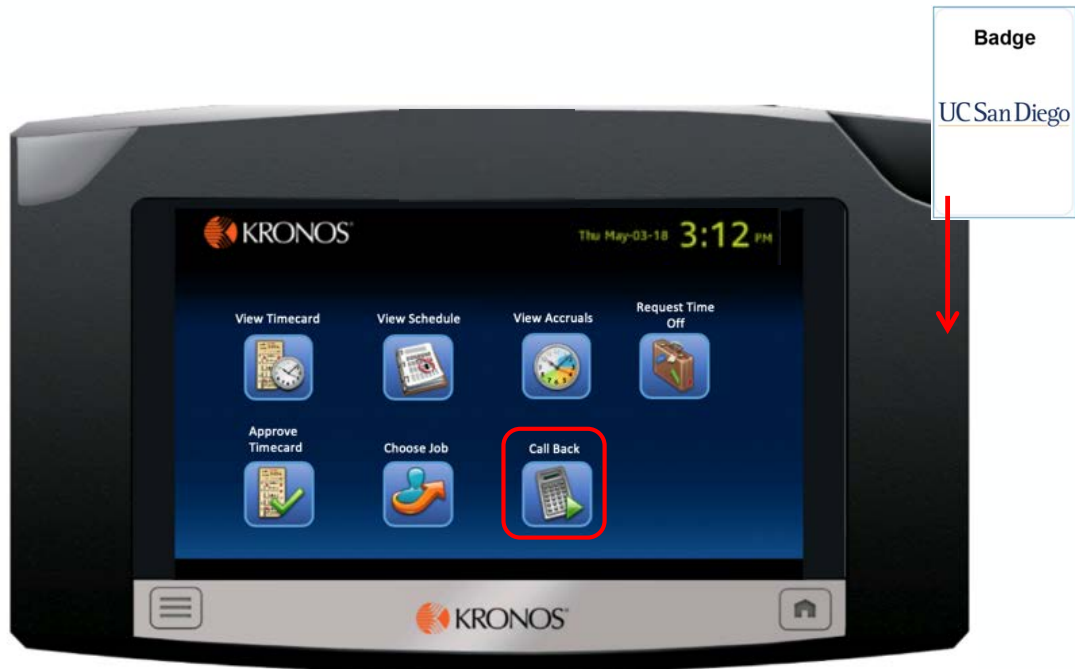 Badge
UC San Diego
KRONOS
Thu May-03-18 3:12 PM
View Timecard
View Schedule
View Accruals
Request Time
Off
Approve
Timecard
Choose Job
Call Back
KRONOS